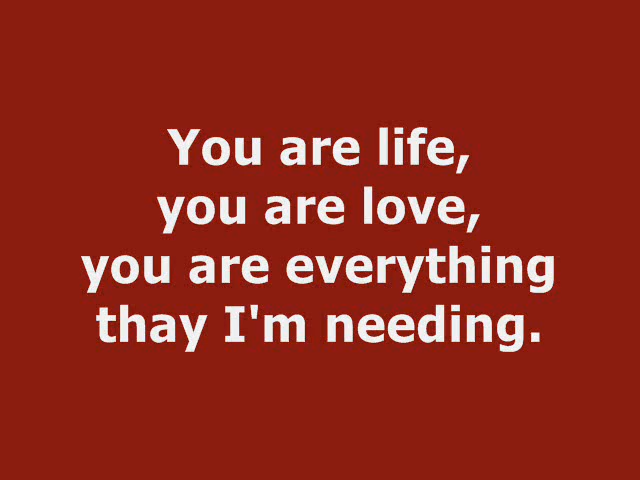 You are life,
you are love,
you are everything
thay I'm needing.